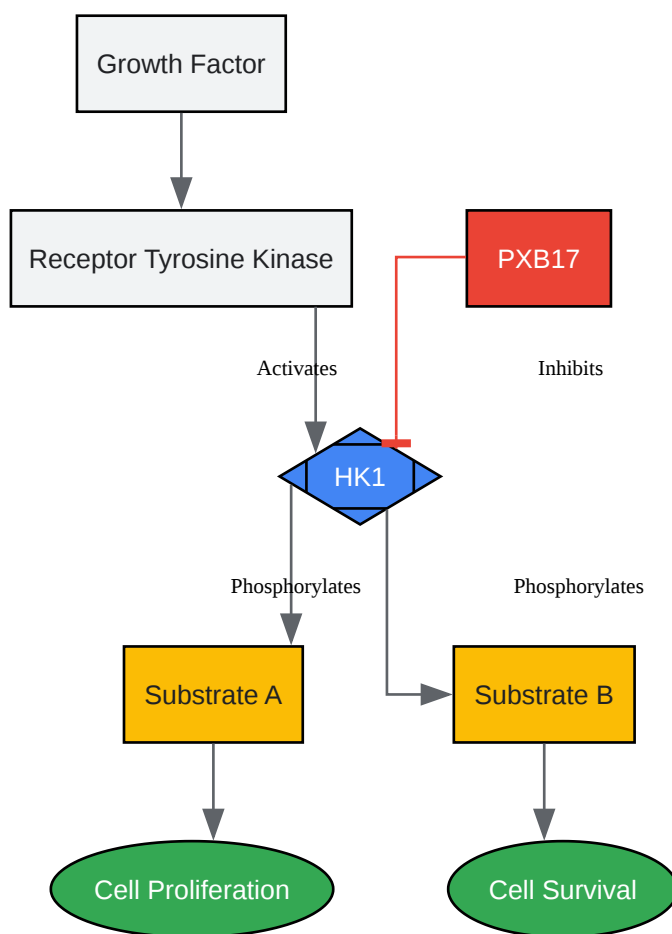 Growth Factor
Receptor Tyrosine Kinase
PXB17
Activates
Inhibits
HK1
Phosphorylates
Phosphorylates
Substrate A
Substrate B
Cell Proliferation
Cell Survival